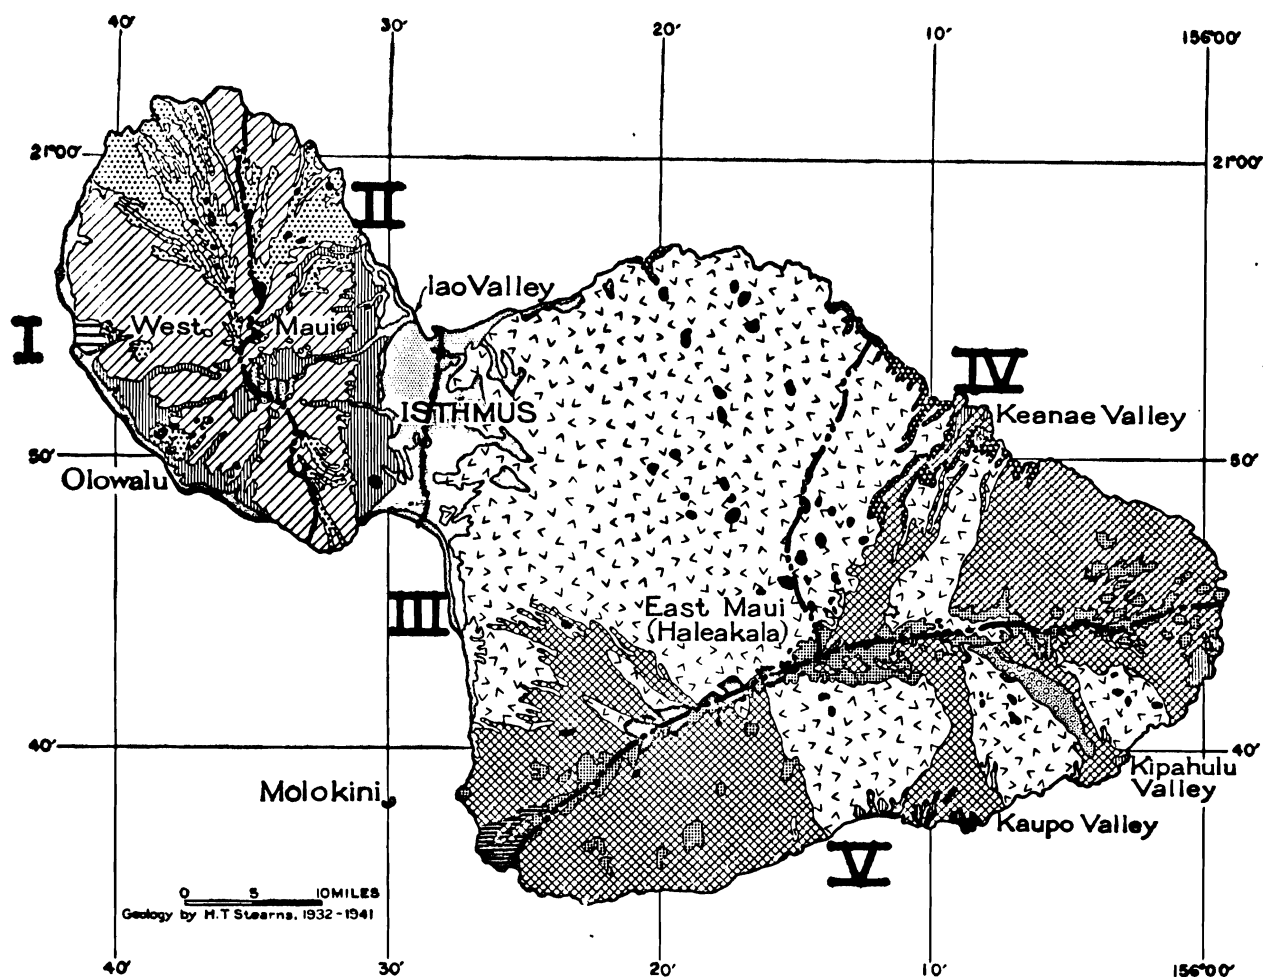 40′ 30′ 20′ 10′ 156°00′
21°00′ 21°00′
II
Iao Valley
I
West Maui
IV
ISTHMUS
Keanae Valley
50′ 50′
Olowalu
III
East Maui
(Haleakala)
40′ 40′
Kipahulu
Valley
Molokini
Kaupo Valley
V
0 5 10 MILES
Geology by H.T Stearns, 1932-1941
40′ 30′ 20′ 10′ 156°00′